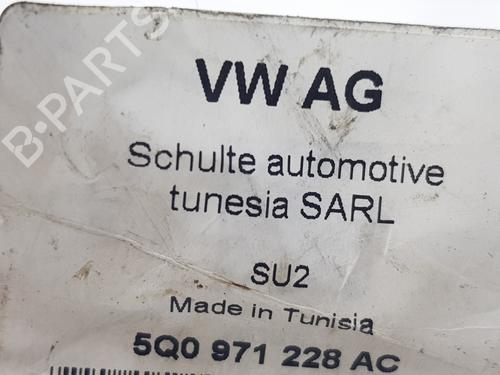 B-PARTS
VW AG
Schulte automotive
tunesia SARL
SU2
Made in Tunisia
5Q0 971 228 AC